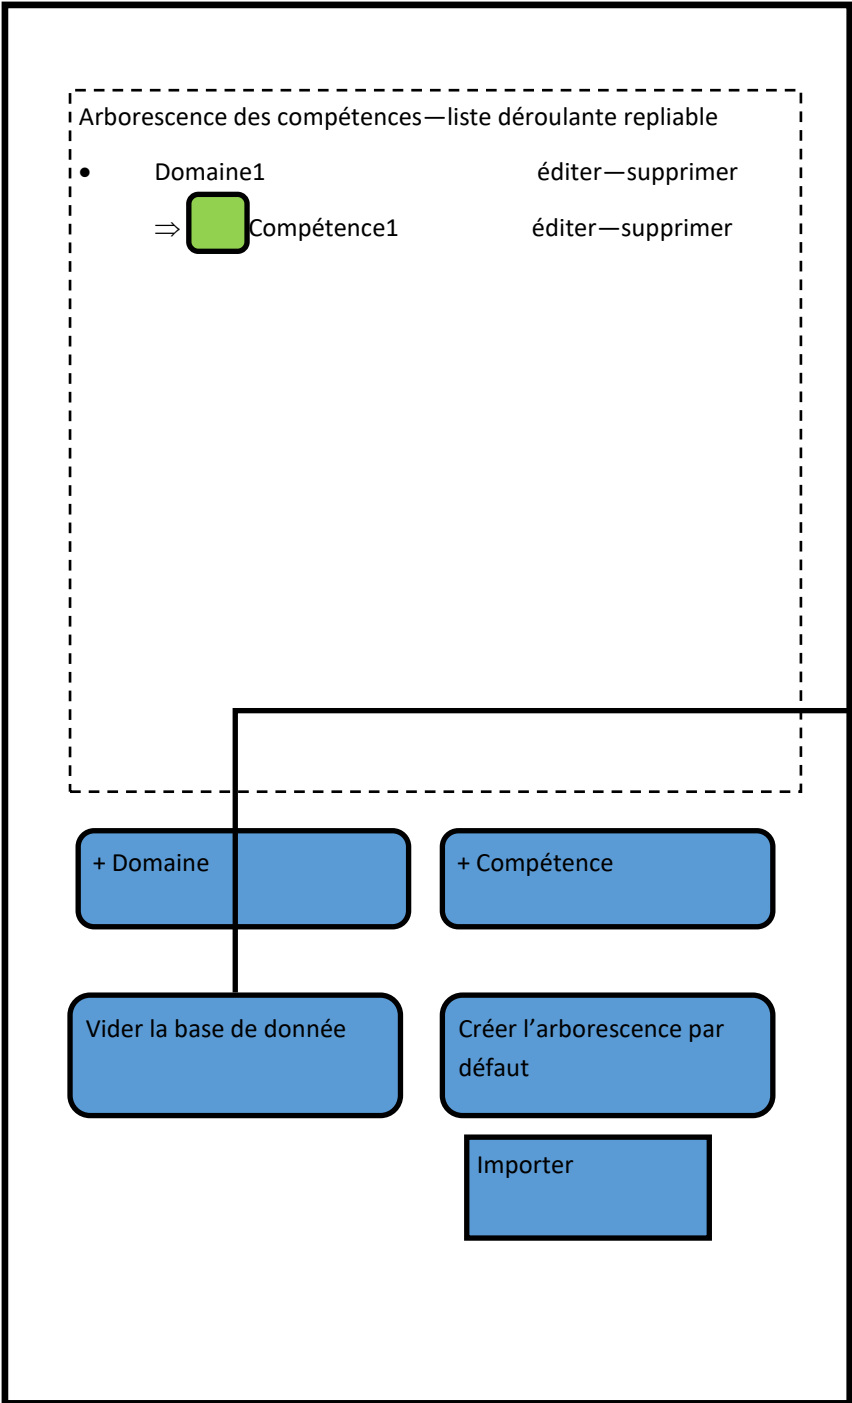 Arborescence des compétences—liste déroulante repliable
• Domaine1 éditer—supprimer
⇒ Compétence1 éditer—supprimer
+ Domaine
+ Compétence
Vider la base de donnée
Créer l’arborescence par
défaut
Importer